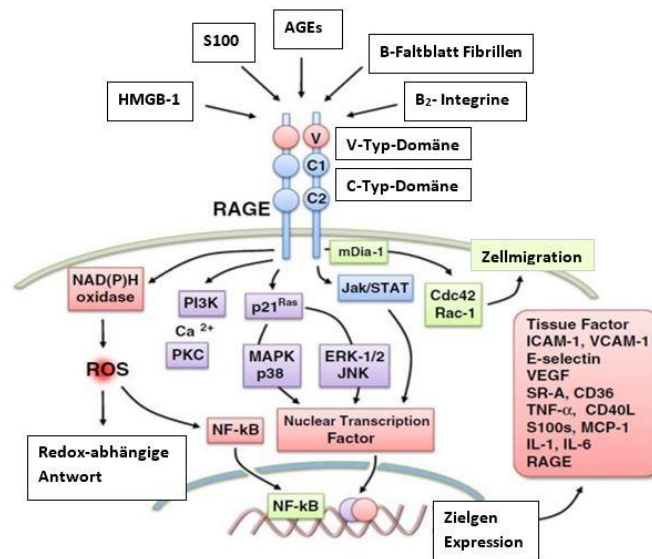 AGEs
S100
B-Faltblatt Fibrillen
HMGB-1
B2- Integrine
V
V-Typ-Domäne
C1
C-Typ-Domäne
C2
RAGE
mDia-1
Zellmigration
NAD(P)H
oxidase
PI3K
p21Ras
Jak/STAT
Cdc42
Rac-1
Ca 2+
PKC
MAPK
p38
ERK-1/2
JNK
ROS
Tissue Factor
ICAM-1, VCAM-1
E-selectin
VEGF
SR-A, CD36
TNF-α, CD40L
S100s, MCP-1
IL-1, IL-6
RAGE
NF-kB
Nuclear Transcription
Factor
Redox-abhängige
Antwort
NF-kB
Zielgen
Expression